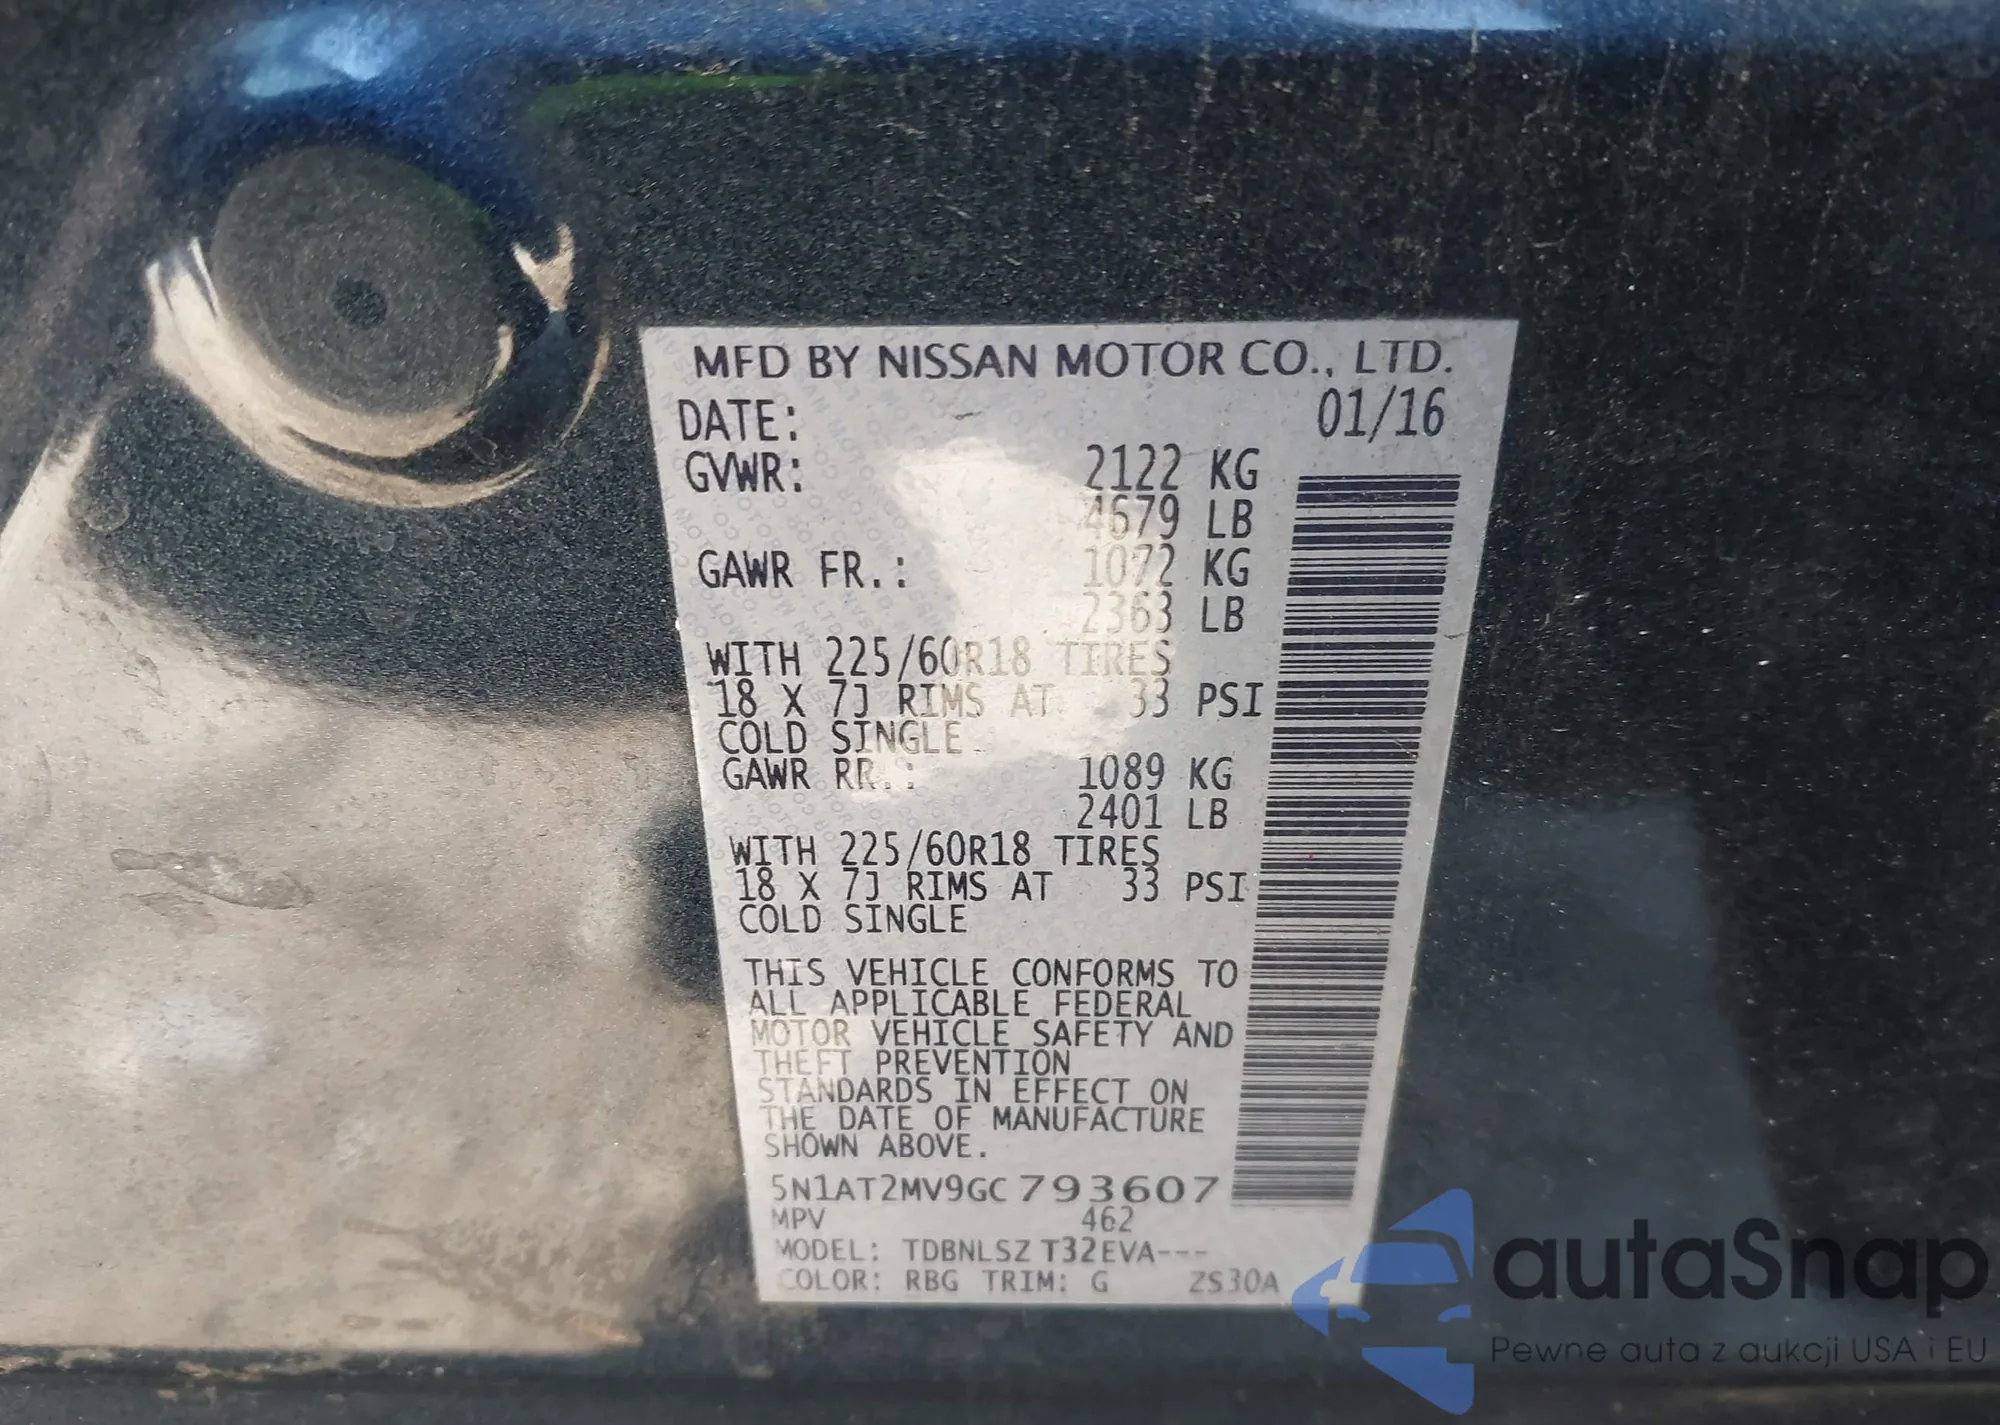 MFD BY NISSAN MOTOR CO., LTD.
DATE: 01/16
GVWR: 2122 KG
4679 LB
GAWR FR.: 1072 KG
2363 LB
WITH 225/60R18 TIRES
18 X 7J RIMS AT 33 PSI
COLD SINGLE
GAWR RR.: 1089 KG
2401 LB
WITH 225/60R18 TIRES
18 X 7J RIMS AT 33 PSI
COLD SINGLE
THIS VEHICLE CONFORMS TO
ALL APPLICABLE FEDERAL
MOTOR VEHICLE SAFETY AND
THEFT PREVENTION
STANDARDS IN EFFECT ON
THE DATE OF MANUFACTURE
SHOWN ABOVE.
5N1AT2MV9GC793607
MPV 462
MODEL: TDBNLSZ T32EVA---
COLOR: RBG TRIM: G ZS30A
autaSnap
Pewne auta z aukcji USA i EU